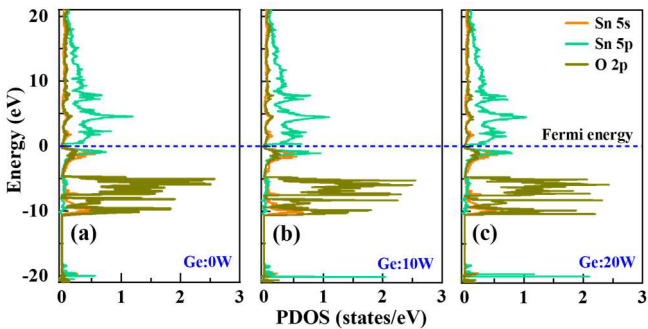 20
10
0
-10
-20
Energy (eV)
(a)
Ge:0W
0 1 2 3
(b)
Ge:10W
0 1 2 3
Sn 5s
Sn 5p
O 2p
Fermi energy
(c)
Ge:20W
0 1 2 3
PDOS (states/eV)